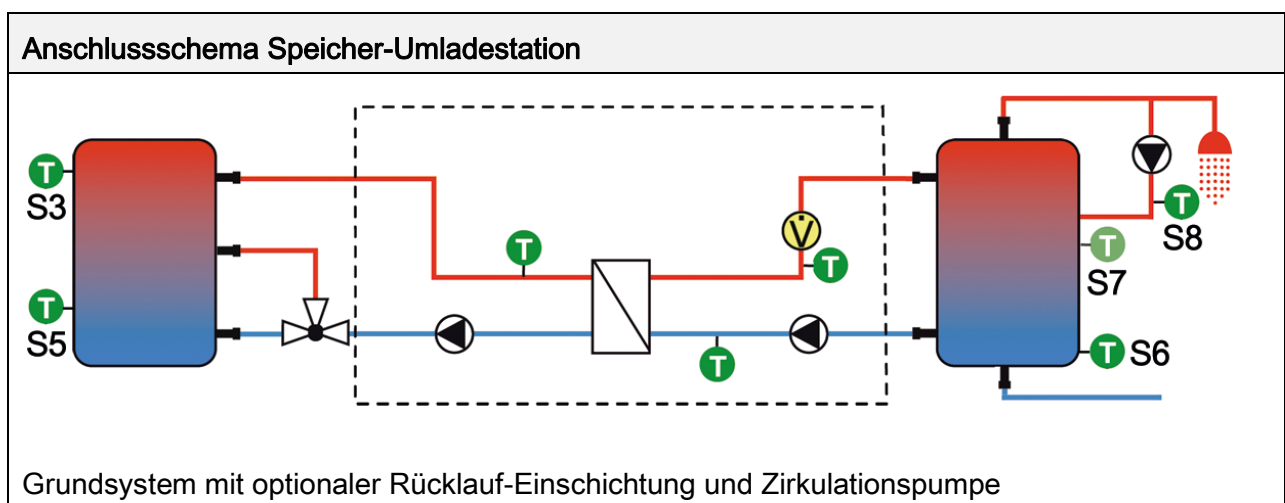 Anschlussschema Speicher-Umladestation
T
S3
T
T
V̇
T
T
S8
T
S7
T
S5
T
T
S6
Grundsystem mit optionaler Rücklauf-Einschichtung und Zirkulationspumpe